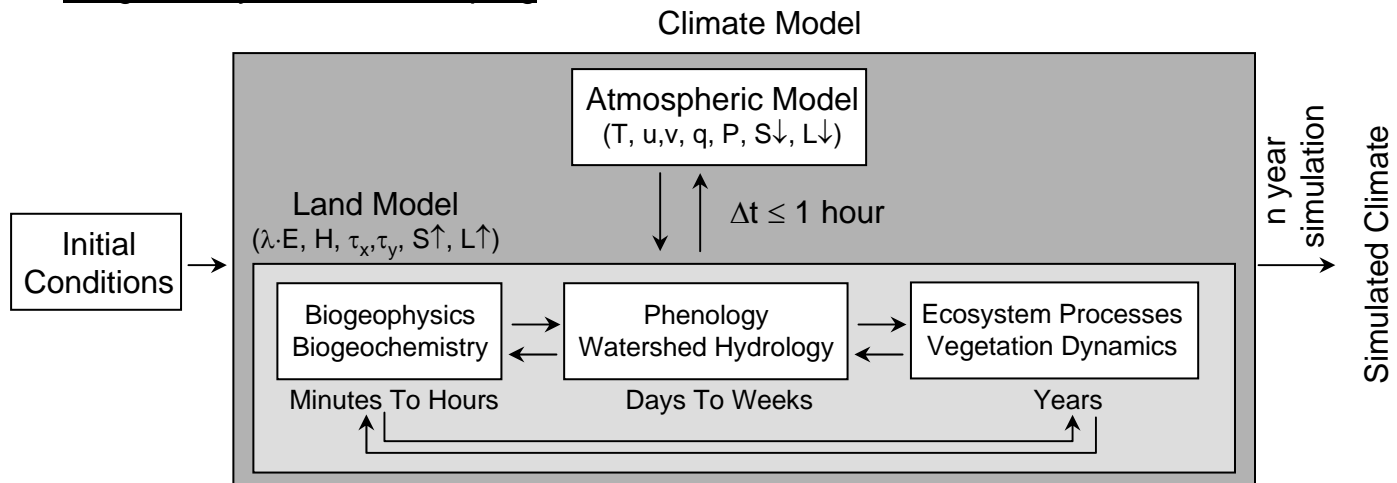 Climate Model
Atmospheric Model
(T, u,v, q, P, S↓, L↓)
Land Model
(λ·E, H, τx,τy, S↑, L↑)
Δt ≤ 1 hour
Initial
Conditions
Biogeophysics
Biogeochemistry
Minutes To Hours
Phenology
Watershed Hydrology
Days To Weeks
Ecosystem Processes
Vegetation Dynamics
Years
n year
simulation
Simulated Climate